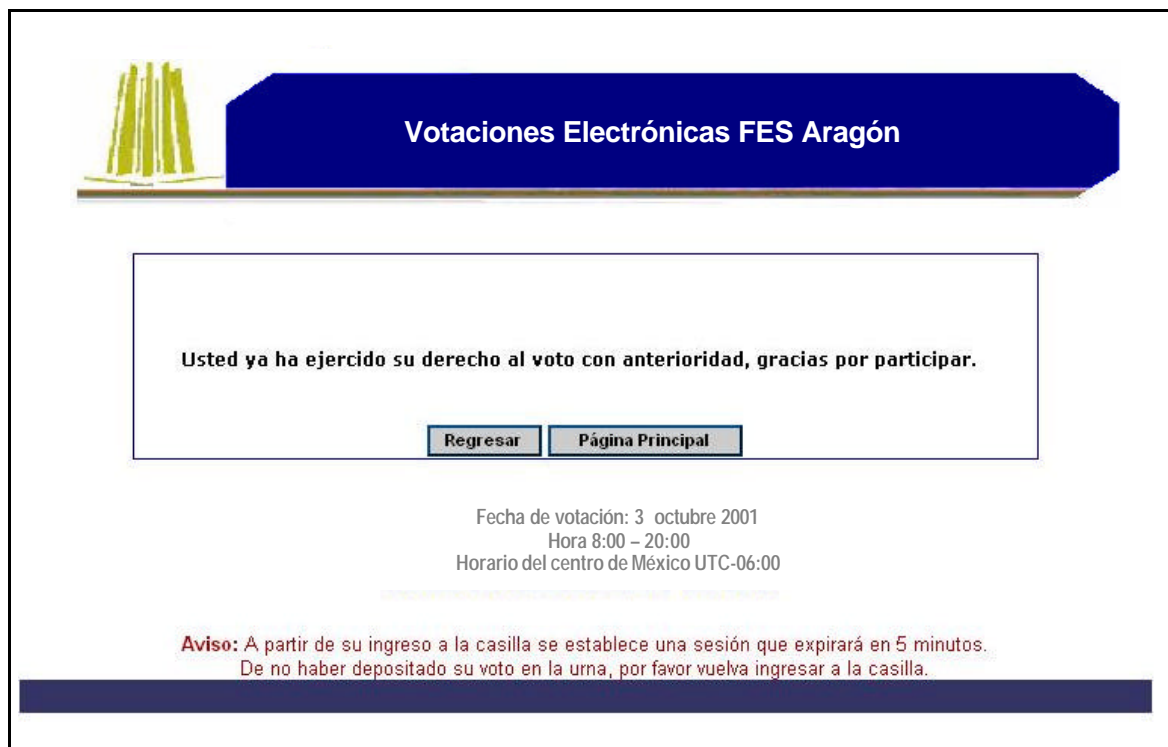 Votaciones Electrónicas FES Aragón
Usted ya ha ejercido su derecho al voto con anterioridad, gracias por participar.
Regresar
Página Principal
Fecha de votación: 3 octubre 2001
Hora 8:00 – 20:00
Horario del centro de México UTC-06:00
Aviso: A partir de su ingreso a la casilla se establece una sesión que expirará en 5 minutos.
De no haber depositado su voto en la urna, por favor vuelva ingresar a la casilla.